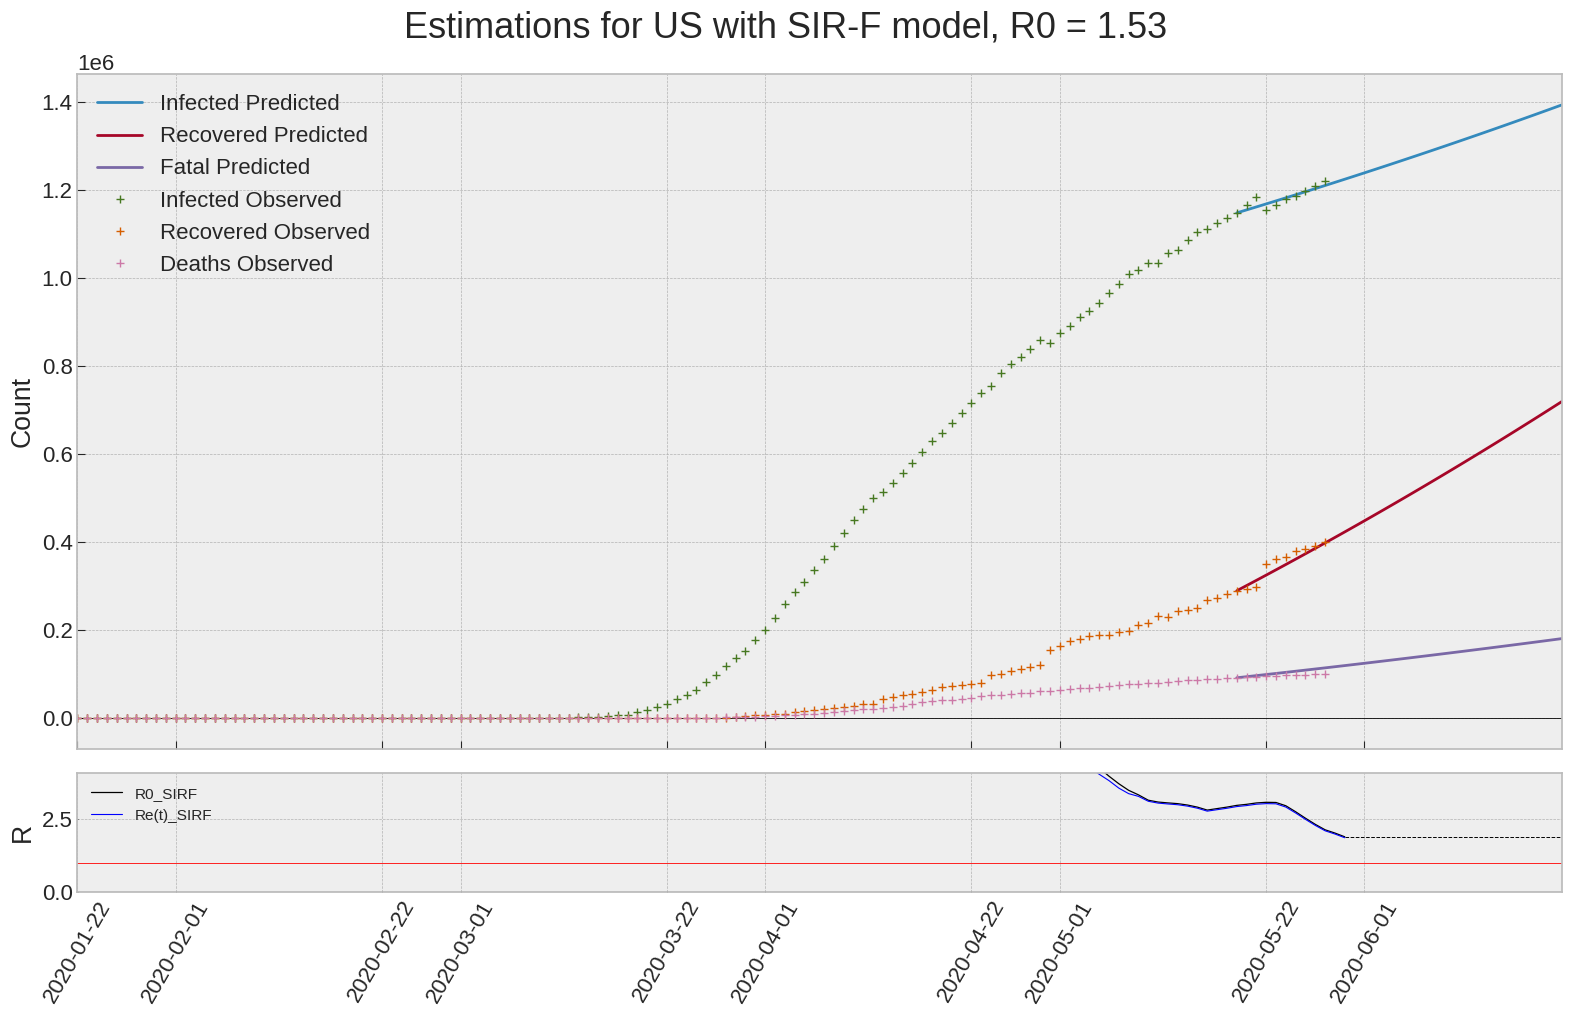 Estimations for US with SIR-F model, R0 = 1.53
1e6
1.4
1.2
1.0
0.8
0.6
0.4
0.2
0.0
Count
Infected Predicted
Recovered Predicted
Fatal Predicted
Infected Observed
Recovered Observed
Deaths Observed
2.5
0.0
R
R0_SIRF
Re(t)_SIRF
2020-01-22
2020-02-01
2020-02-22
2020-03-01
2020-03-22
2020-04-01
2020-04-22
2020-05-01
2020-05-22
2020-06-01